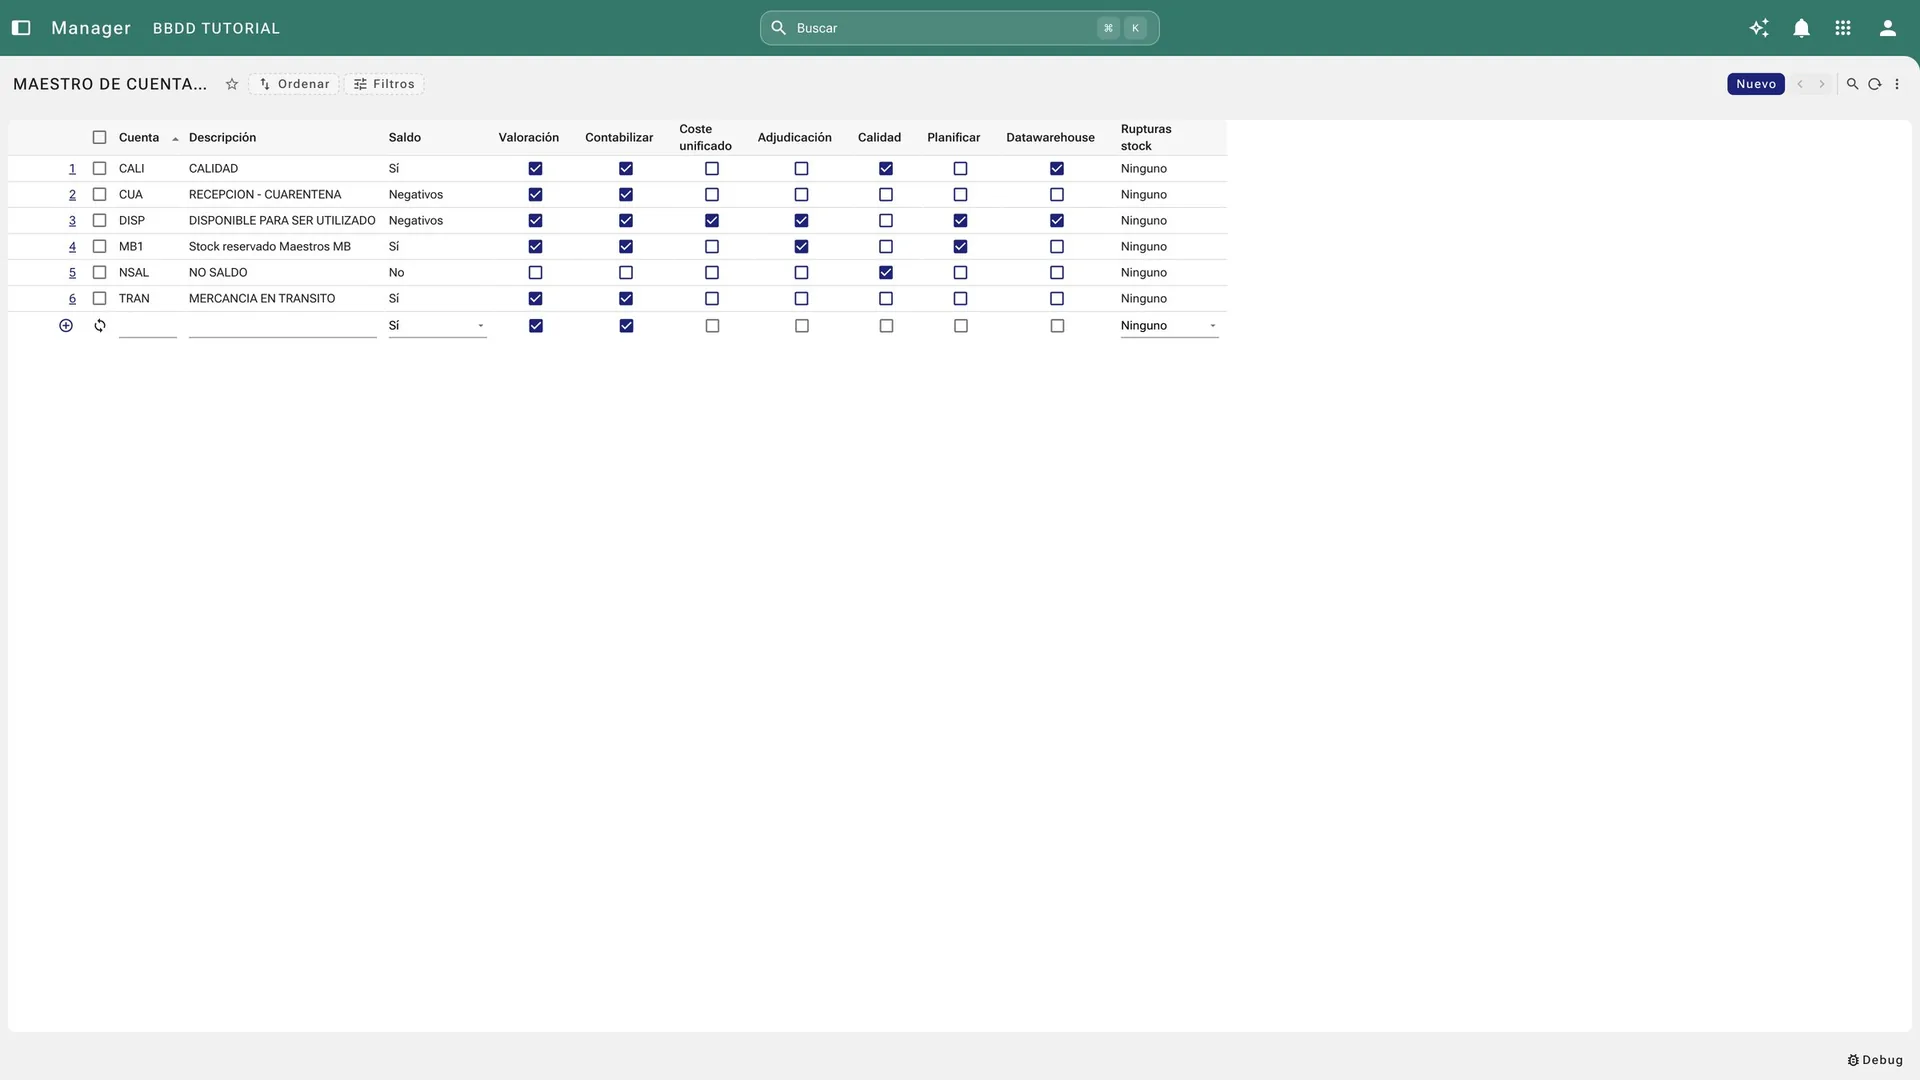 Manager BBDD TUTORIAL Buscar ⌘ K
MAESTRO DE CUENTA... Ordenar Filtros Nuevo
Cuenta Descripción Saldo Valoración Contabilizar Coste unificado Adjudicación Calidad Planificar Datawarehouse Rupturas stock
1 CALI CALIDAD Sí Ninguno
2 CUA RECEPCION - CUARENTENA Negativos Ninguno
3 DISP DISPONIBLE PARA SER UTILIZADO Negativos Ninguno
4 MB1 Stock reservado Maestros MB Sí Ninguno
5 NSAL NO SALDO No Ninguno
6 TRAN MERCANCIA EN TRANSITO Sí Ninguno
Sí Ninguno
Debug